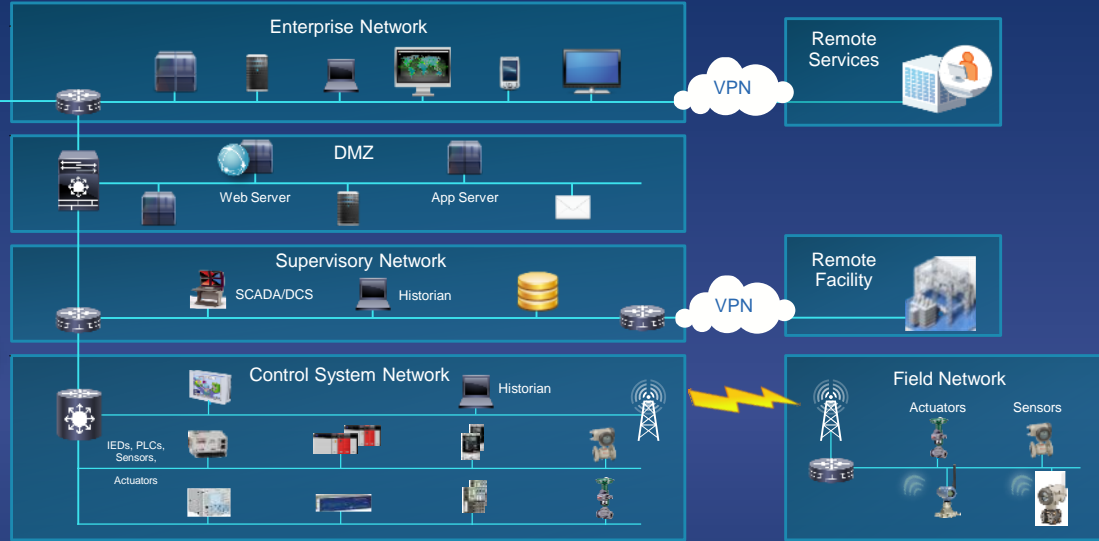 Enterprise Network
VPN
Remote
Services
DMZ
Web Server
App Server
Supervisory Network
SCADA/DCS
Historian
VPN
Remote
Facility
Control System Network
Historian
IEDs, PLCs,
Sensors,
Actuators
Field Network
Actuators
Sensors